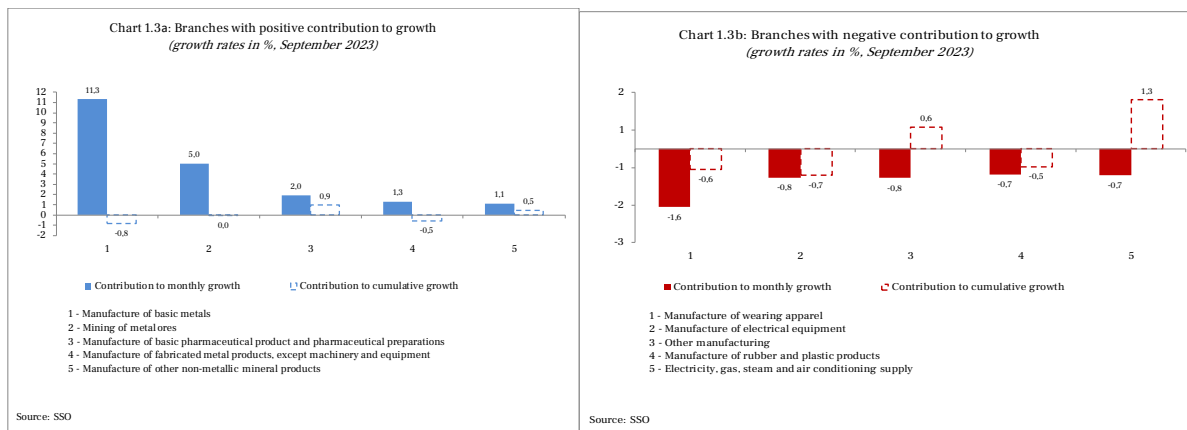 Chart 1.3a: Branches with positive contribution to growth
(growth rates in %, September 2023)
12
11
10
9
8
7
6
5
4
3
2
1
0
-1
-2
11,3
-0,8
5,0
0,0
2,0
0,9
1,3
-0,5
1,1
0,5
1 2 3 4 5
Contribution to monthly growth Contribution to cumulative growth
1 - Manufacture of basic metals
2 - Mining of metal ores
3 - Manufacture of basic pharmaceutical product and pharmaceutical preparations
4 - Manufacture of fabricated metal products, except machinery and equipment
5 - Manufacture of other non-metallic mineral products
Source: SSO
Chart 1.3b: Branches with negative contribution to growth
(growth rates in %, September 2023)
2
1
-1
-2
-3
-1,6
-0,6
-0,8
-0,7
-0,8
0,6
-0,7
-0,5
-0,7
1,3
1 2 3 4 5
Contribution to monthly growth Contribution to cumulative growth
1 - Manufacture of wearing apparel
2 - Manufacture of electrical equipment
3 - Other manufacturing
4 - Manufacture of rubber and plastic products
5 - Electricity, gas, steam and air conditioning supply
Source: SSO